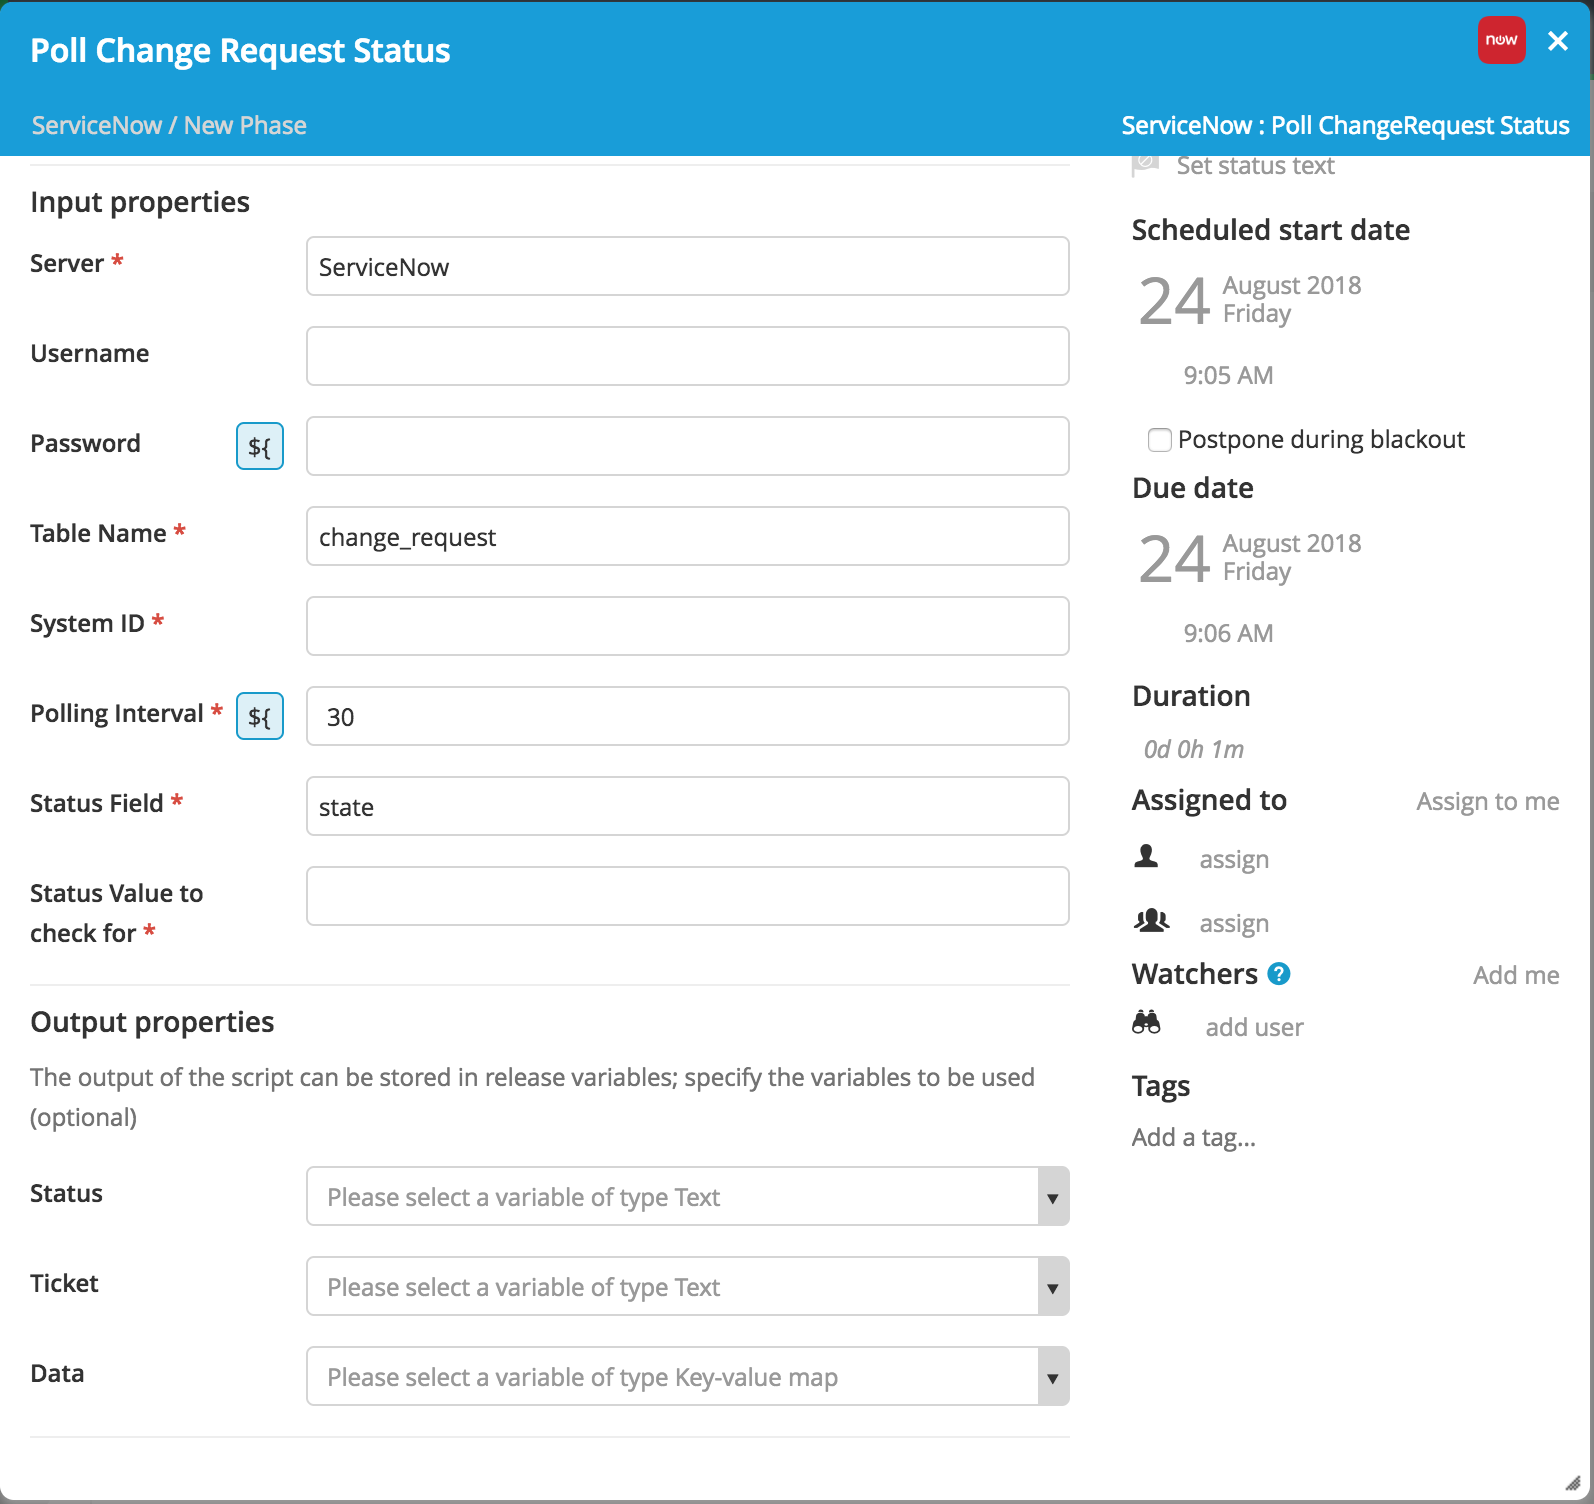 Poll Change Request Status
now
ServiceNow / New Phase
ServiceNow : Poll ChangeRequest Status
Input properties
Server *
ServiceNow
Username
Password
${
Table Name *
change_request
System ID *
Polling Interval *
${
30
Status Field *
state
Status Value to
check for *
Output properties
The output of the script can be stored in release variables; specify the variables to be used
(optional)
Status
Please select a variable of type Text
Ticket
Please select a variable of type Text
Data
Please select a variable of type Key-value map
Set status text
Scheduled start date
24
August 2018
Friday
9:05 AM
Postpone during blackout
Due date
24
August 2018
Friday
9:06 AM
Duration
0d 0h 1m
Assigned to
Assign to me
assign
assign
Watchers ?
Add me
add user
Tags
Add a tag...